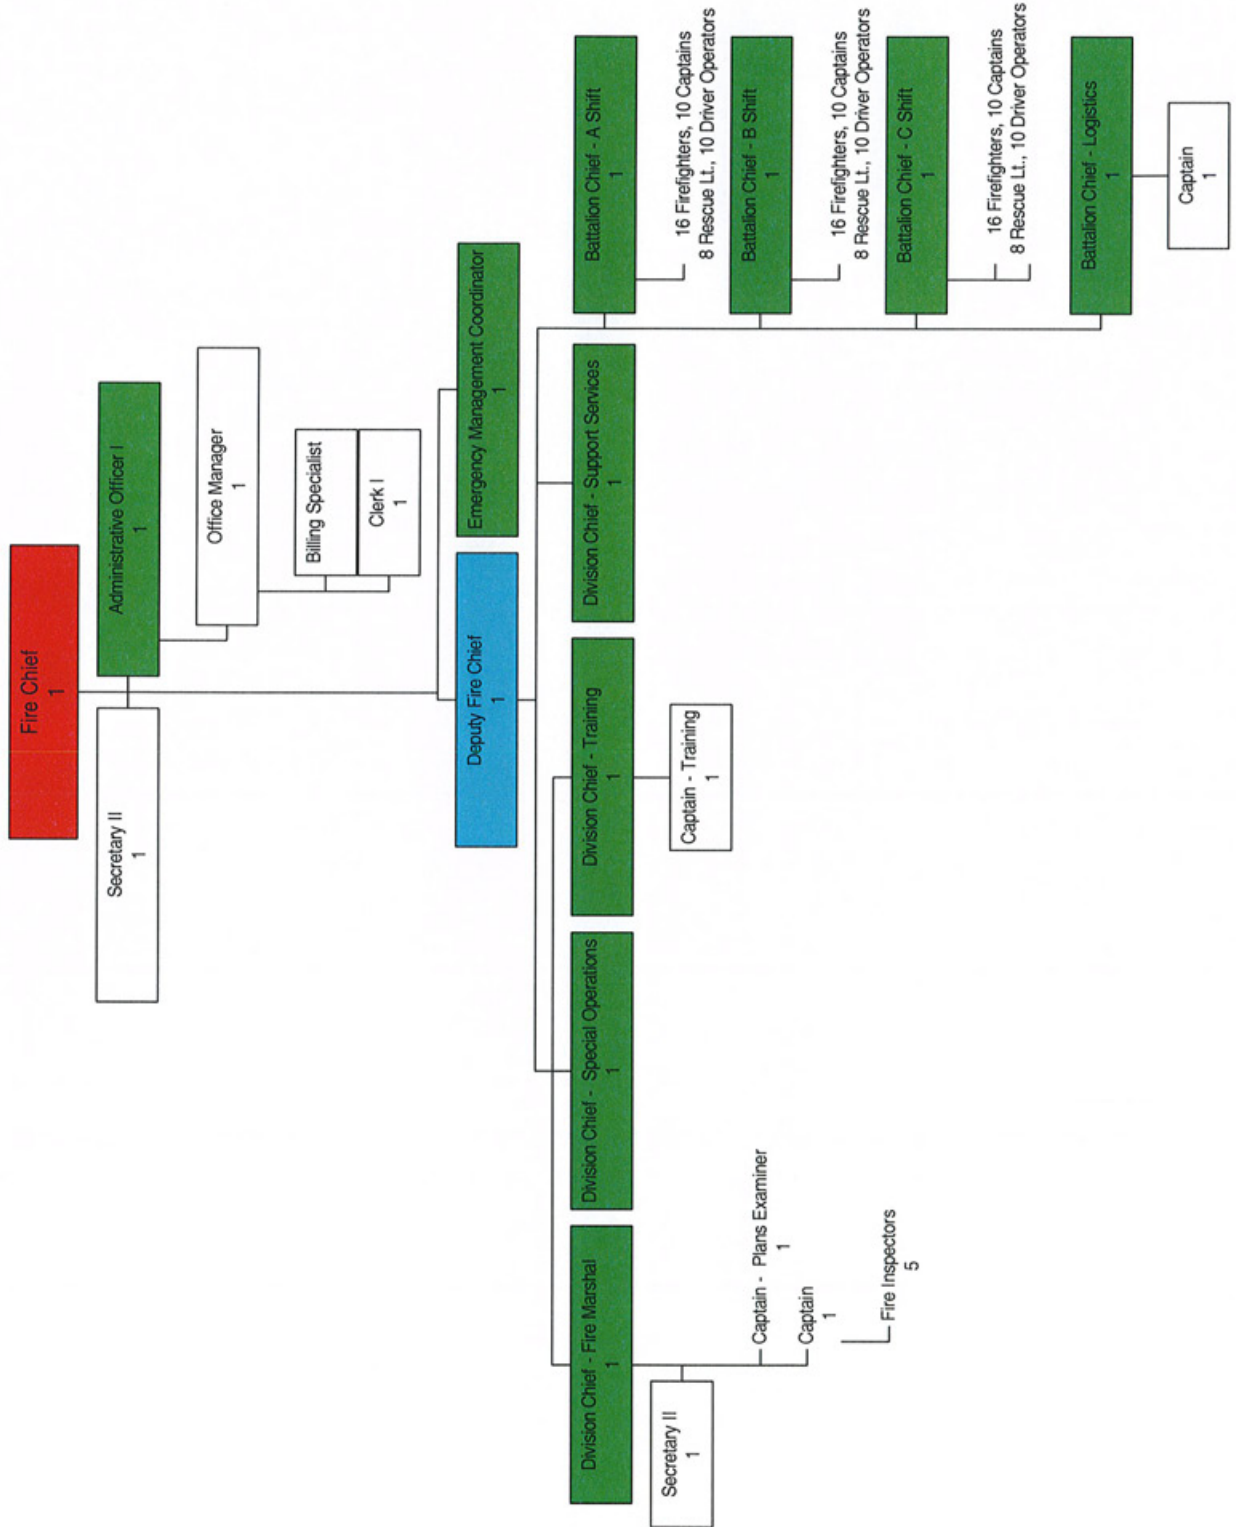 Fire Chief
1
Secretary II
1
Administrative Officer I
1
Office Manager
1
Billing Specialist
Clerk I
1
Deputy Fire Chief
1
Emergency Management Coordinator
1
Division Chief - Fire Marshal
1
Division Chief - Special Operations
1
Division Chief - Training
1
Division Chief - Support Services
1
Battalion Chief - A Shift
1
16 Firefighters, 10 Captains
8 Rescue Lt., 10 Driver Operators
Battalion Chief - B Shift
1
16 Firefighters, 10 Captains
8 Rescue Lt., 10 Driver Operators
Battalion Chief - C Shift
1
16 Firefighters, 10 Captains
8 Rescue Lt., 10 Driver Operators
Battalion Chief - Logistics
1
Captain
1
Captain - Training
1
Secretary II
1
Captain - Plans Examiner
1
Captain
1
Fire Inspectors
5